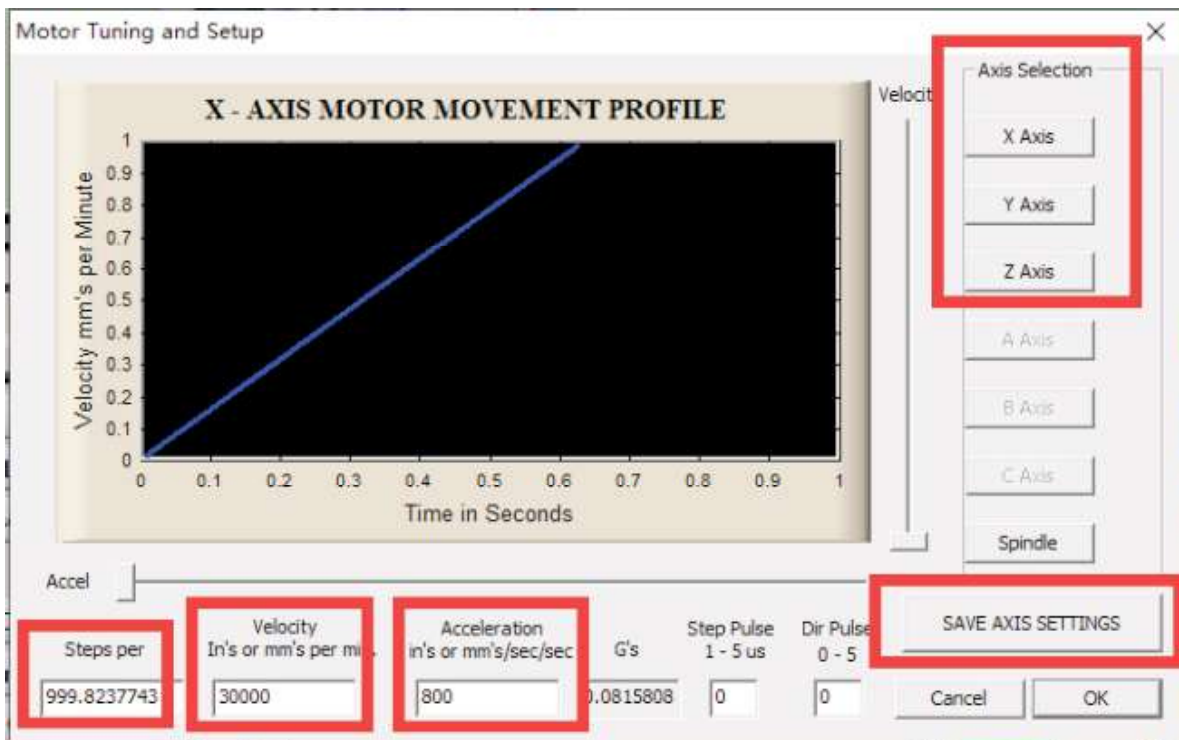 Motor Tuning and Setup
X - AXIS MOTOR MOVEMENT PROFILE
Velocity mm's per Minute
1
0.9
0.8
0.7
0.6
0.5
0.4
0.3
0.2
0.1
0
0 0.1 0.2 0.3 0.4 0.5 0.6 0.7 0.8 0.9 1
Time in Seconds
Velocit
Axis Selection
X Axis
Y Axis
Z Axis
A Axis
B Axis
C Axis
Spindle
Accel
SAVE AXIS SETTINGS
Steps per
Velocity
In's or mm's per
Acceleration
in's or mm's/sec/sec
G's
Step Pulse
1 - 5 us
Dir Pulse
0 - 5
999.8237743
30000
800
.0815808
0
0
Cancel
OK